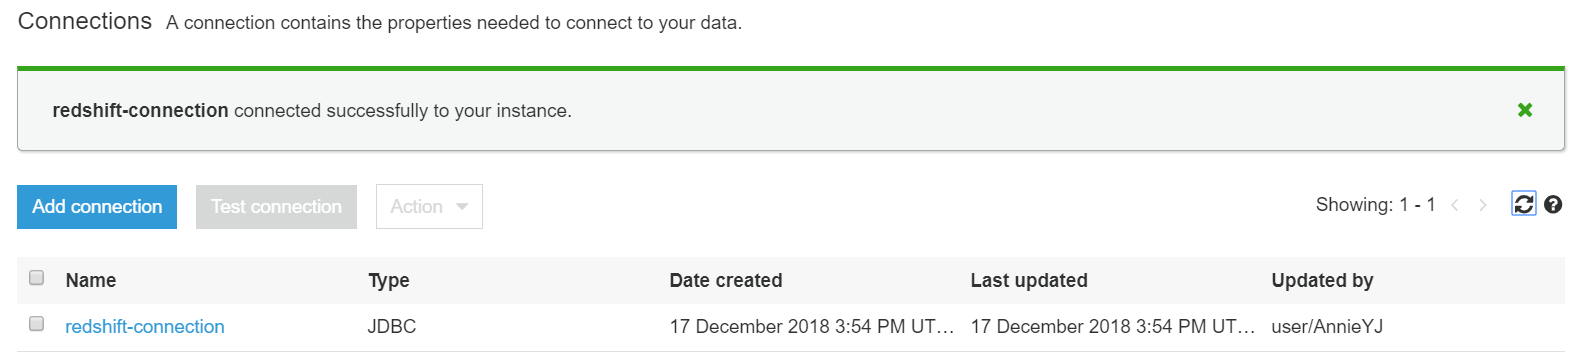 Connections A connection contains the properties needed to connect to your data.
redshift-connection connected successfully to your instance.
Add connection Test connection Action Showing: 1 - 1
Name Type Date created Last updated Updated by
redshift-connection JDBC 17 December 2018 3:54 PM UT... 17 December 2018 3:54 PM UT... user/AnnieYJ